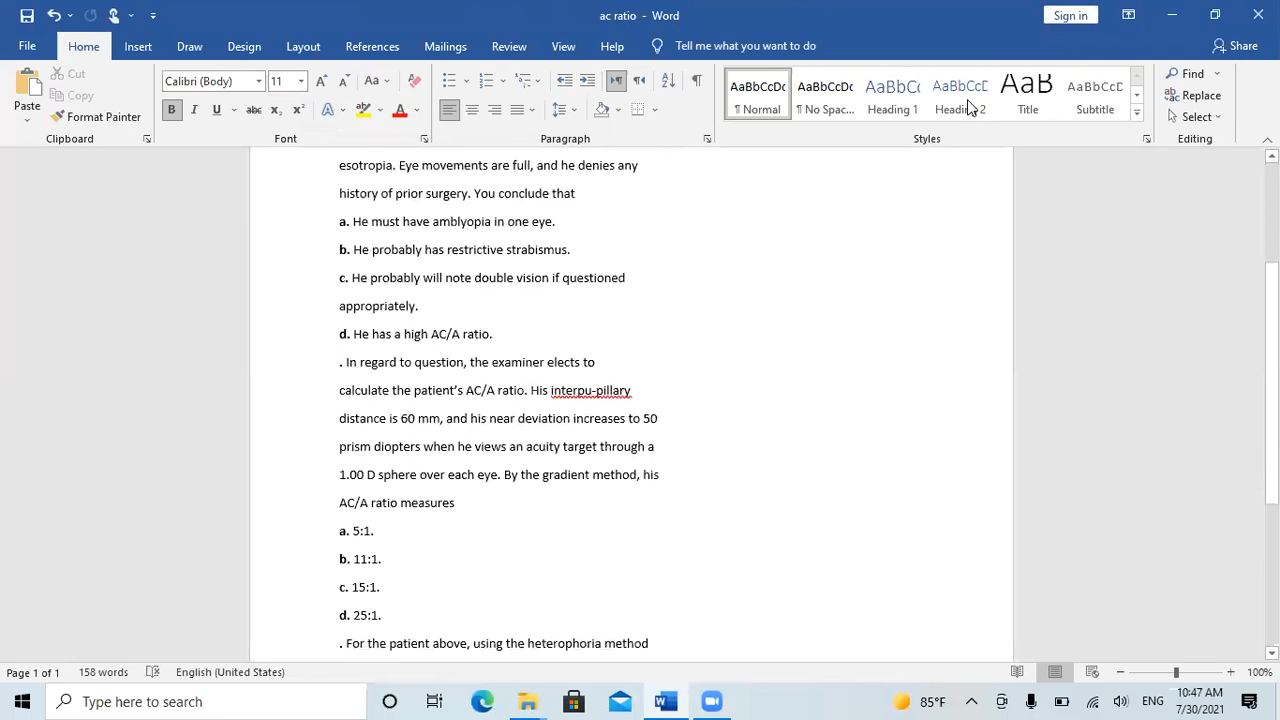 ac ratio - Word
Sign in
File Home Insert Draw Design Layout References Mailings Review View Help Tell me what you want to do Share
Paste
Cut
Copy
Format Painter
Calibri (Body) 11
B I U abc x₂ x² A A
AaBbCcDc AaBbCcDc AaBbCc AaBbCcD AaB AaBbCcD
¶ Normal ¶ No Spac... Heading 1 Heading 2 Title Subtitle
Find
Replace
Select
Clipboard Font Paragraph Styles Editing
esotropia. Eye movements are full, and he denies any
history of prior surgery. You conclude that
a. He must have amblyopia in one eye.
b. He probably has restrictive strabismus.
c. He probably will note double vision if questioned
appropriately.
d. He has a high AC/A ratio.
. In regard to question, the examiner elects to
calculate the patient’s AC/A ratio. His interpu-pillary
distance is 60 mm, and his near deviation increases to 50
prism diopters when he views an acuity target through a
1.00 D sphere over each eye. By the gradient method, his
AC/A ratio measures
a. 5:1.
b. 11:1.
c. 15:1.
d. 25:1.
. For the patient above, using the heterophoria method
Page 1 of 1 158 words English (United States) 100%
Type here to search
85°F ENG
10:47 AM
7/30/2021